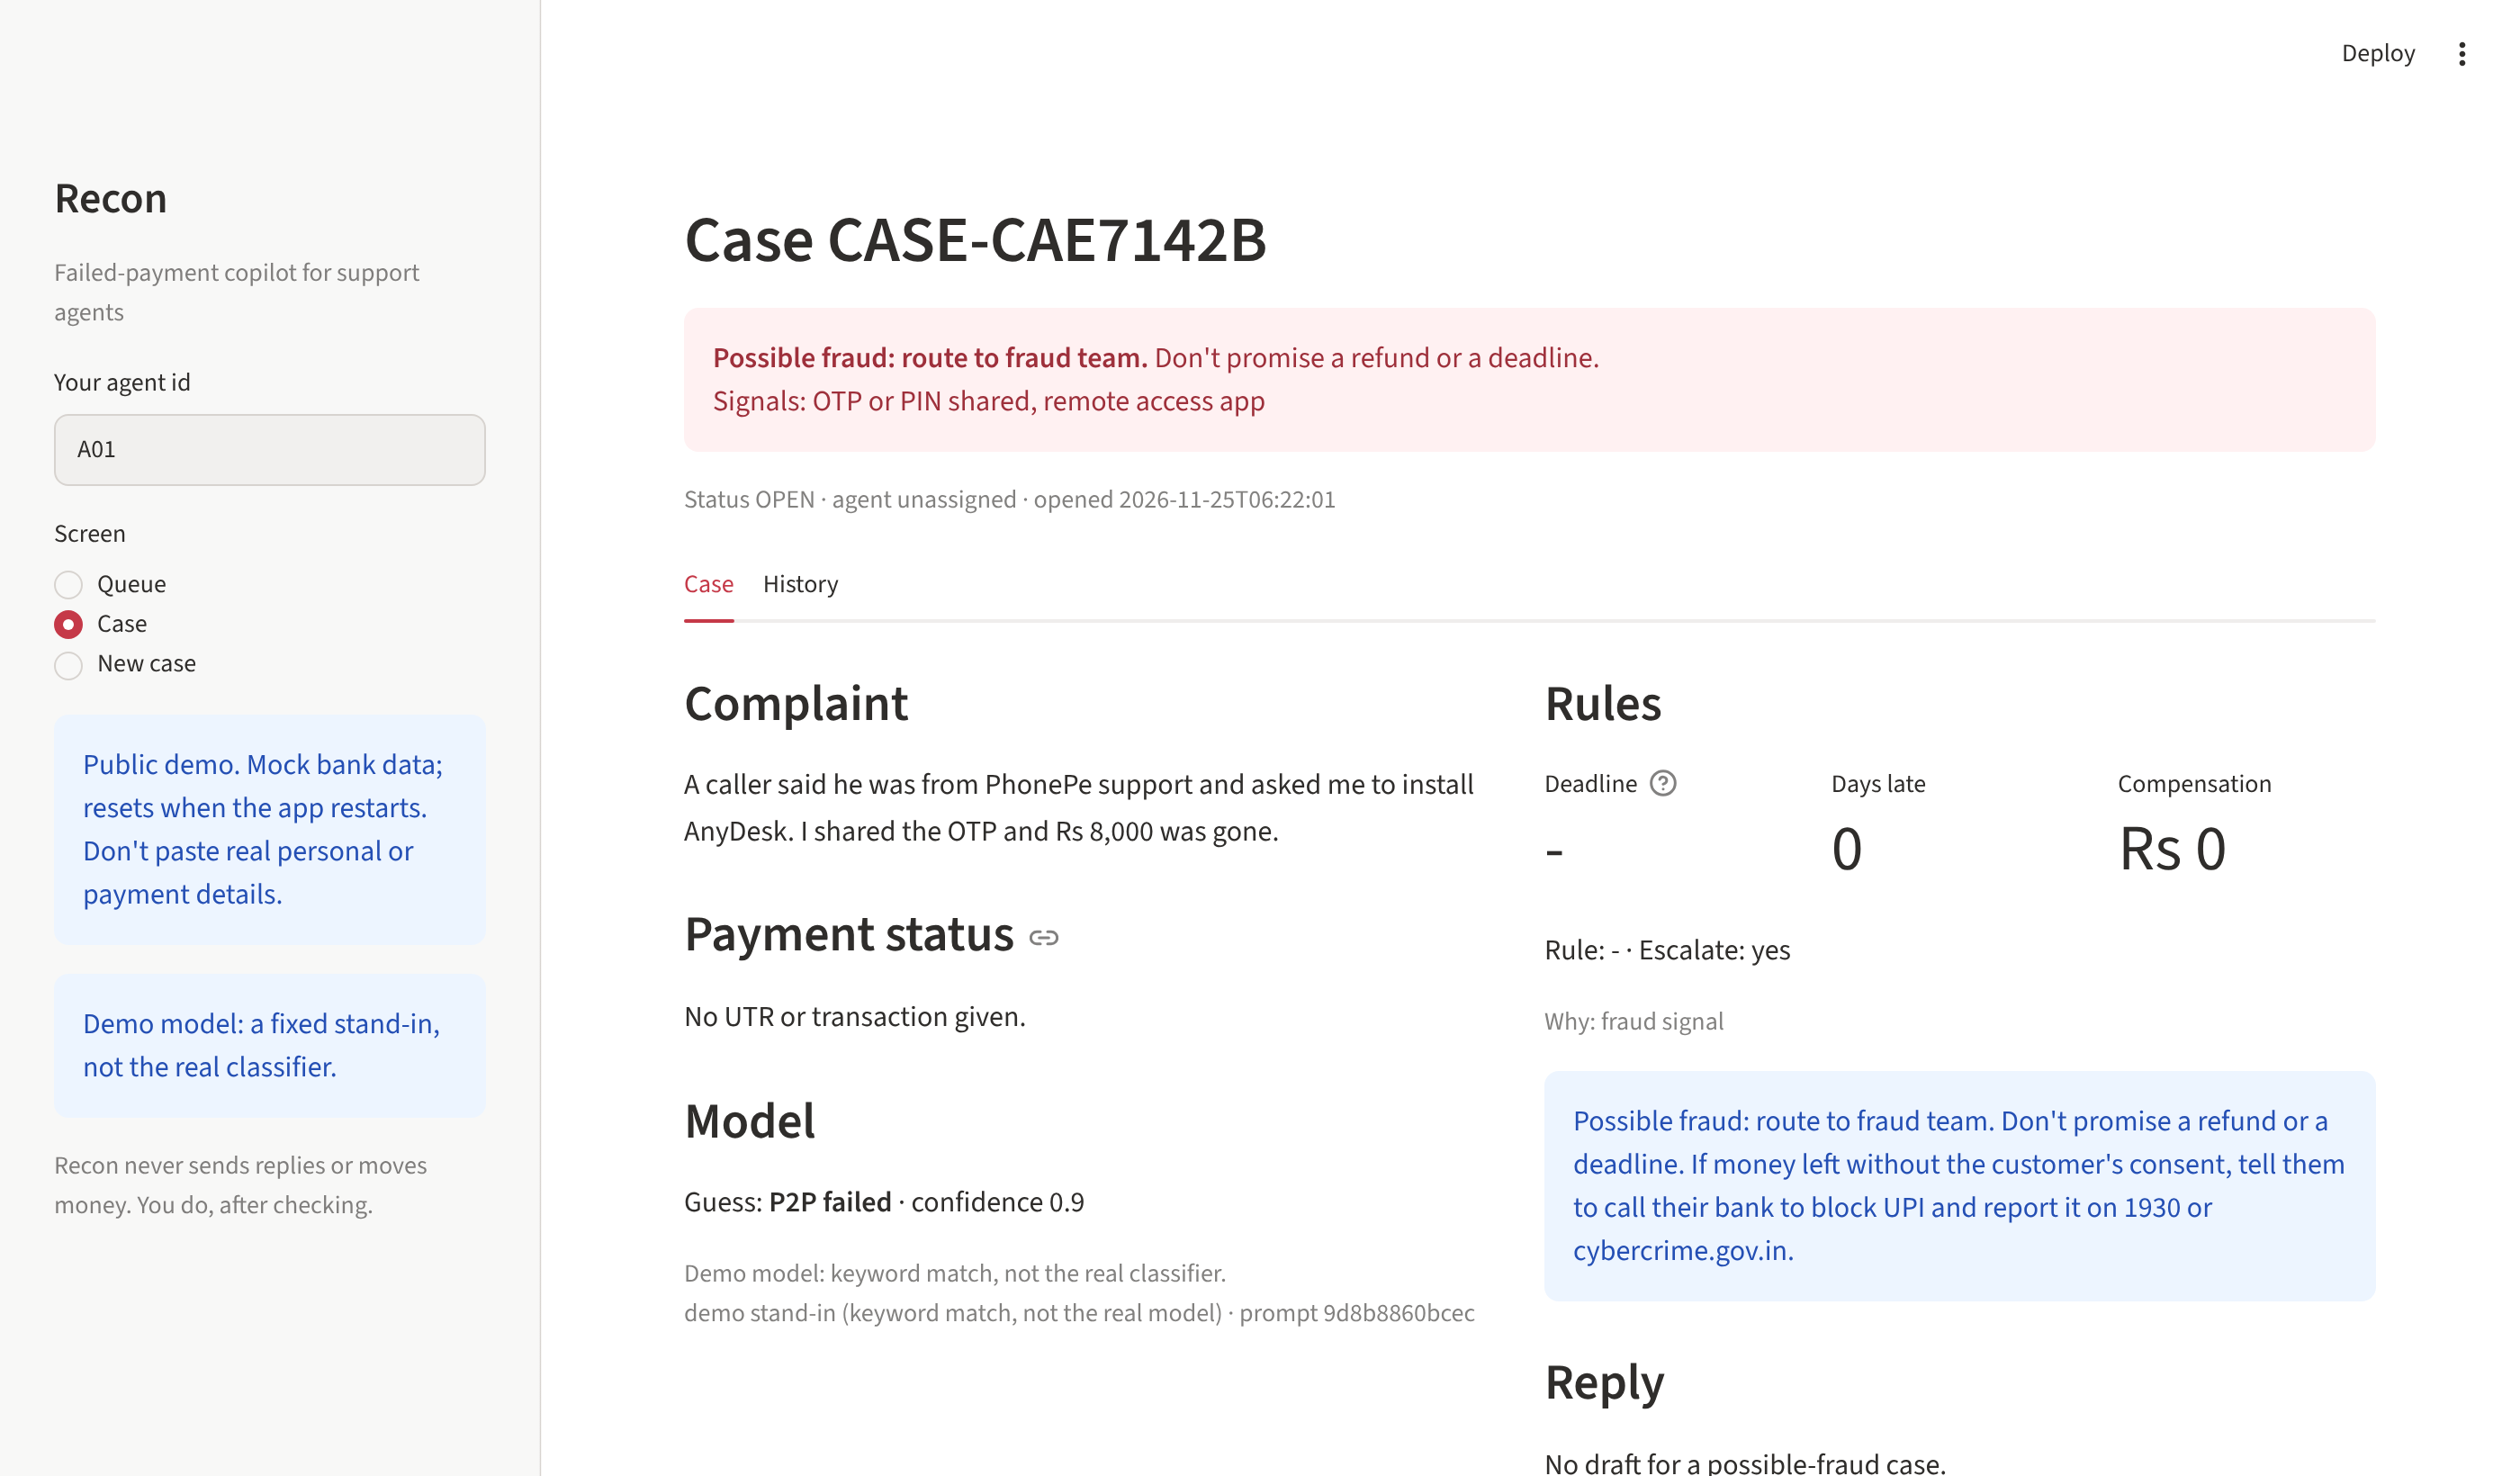 Deploy
Recon
Failed-payment copilot for support
agents
Your agent id
A01
Screen
Queue
Case
New case
Public demo. Mock bank data;
resets when the app restarts.
Don't paste real personal or
payment details.
Demo model: a fixed stand-in,
not the real classifier.
Recon never sends replies or moves
money. You do, after checking.
Case CASE-CAE7142B
Possible fraud: route to fraud team. Don't promise a refund or a deadline.
Signals: OTP or PIN shared, remote access app
Status OPEN · agent unassigned · opened 2026-11-25T06:22:01
Case History
Complaint
A caller said he was from PhonePe support and asked me to install
AnyDesk. I shared the OTP and Rs 8,000 was gone.
Payment status
No UTR or transaction given.
Model
Guess: P2P failed · confidence 0.9
Demo model: keyword match, not the real classifier.
demo stand-in (keyword match, not the real model) · prompt 9d8b8860bcec
Rules
Deadline Days late Compensation
- 0 Rs 0
Rule: - · Escalate: yes
Why: fraud signal
Possible fraud: route to fraud team. Don't promise a refund or a
deadline. If money left without the customer's consent, tell them
to call their bank to block UPI and report it on 1930 or
cybercrime.gov.in.
Reply
No draft for a possible-fraud case.